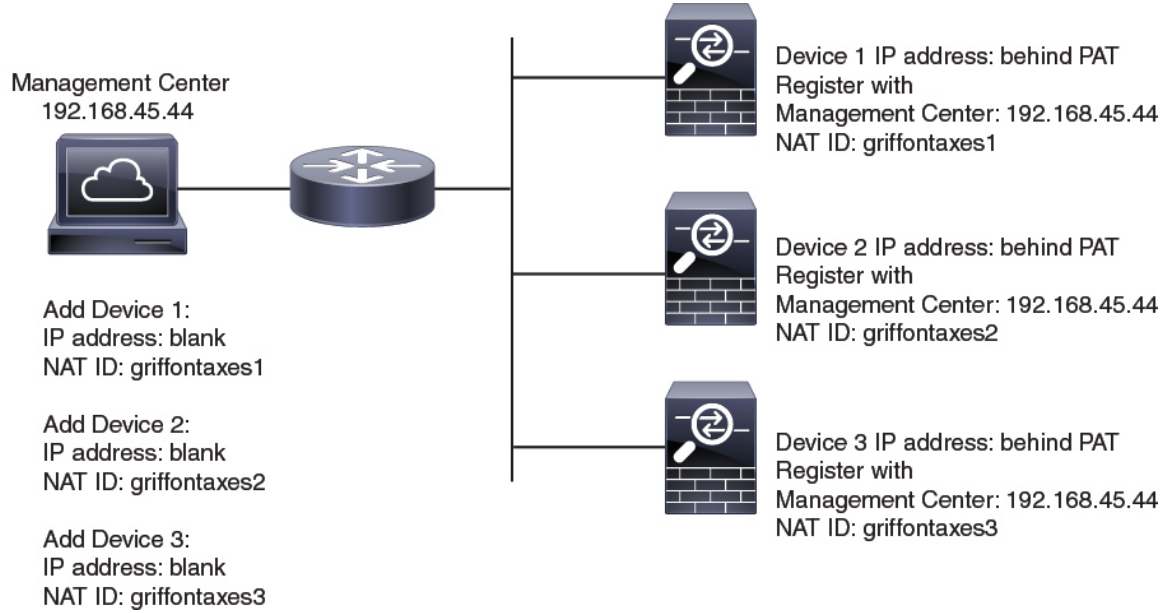 Management Center
192.168.45.44
Add Device 1:
IP address: blank
NAT ID: griffontaxes1
Add Device 2:
IP address: blank
NAT ID: griffontaxes2
Add Device 3:
IP address: blank
NAT ID: griffontaxes3
Device 1 IP address: behind PAT
Register with
Management Center: 192.168.45.44
NAT ID: griffontaxes1
Device 2 IP address: behind PAT
Register with
Management Center: 192.168.45.44
NAT ID: griffontaxes2
Device 3 IP address: behind PAT
Register with
Management Center: 192.168.45.44
NAT ID: griffontaxes3